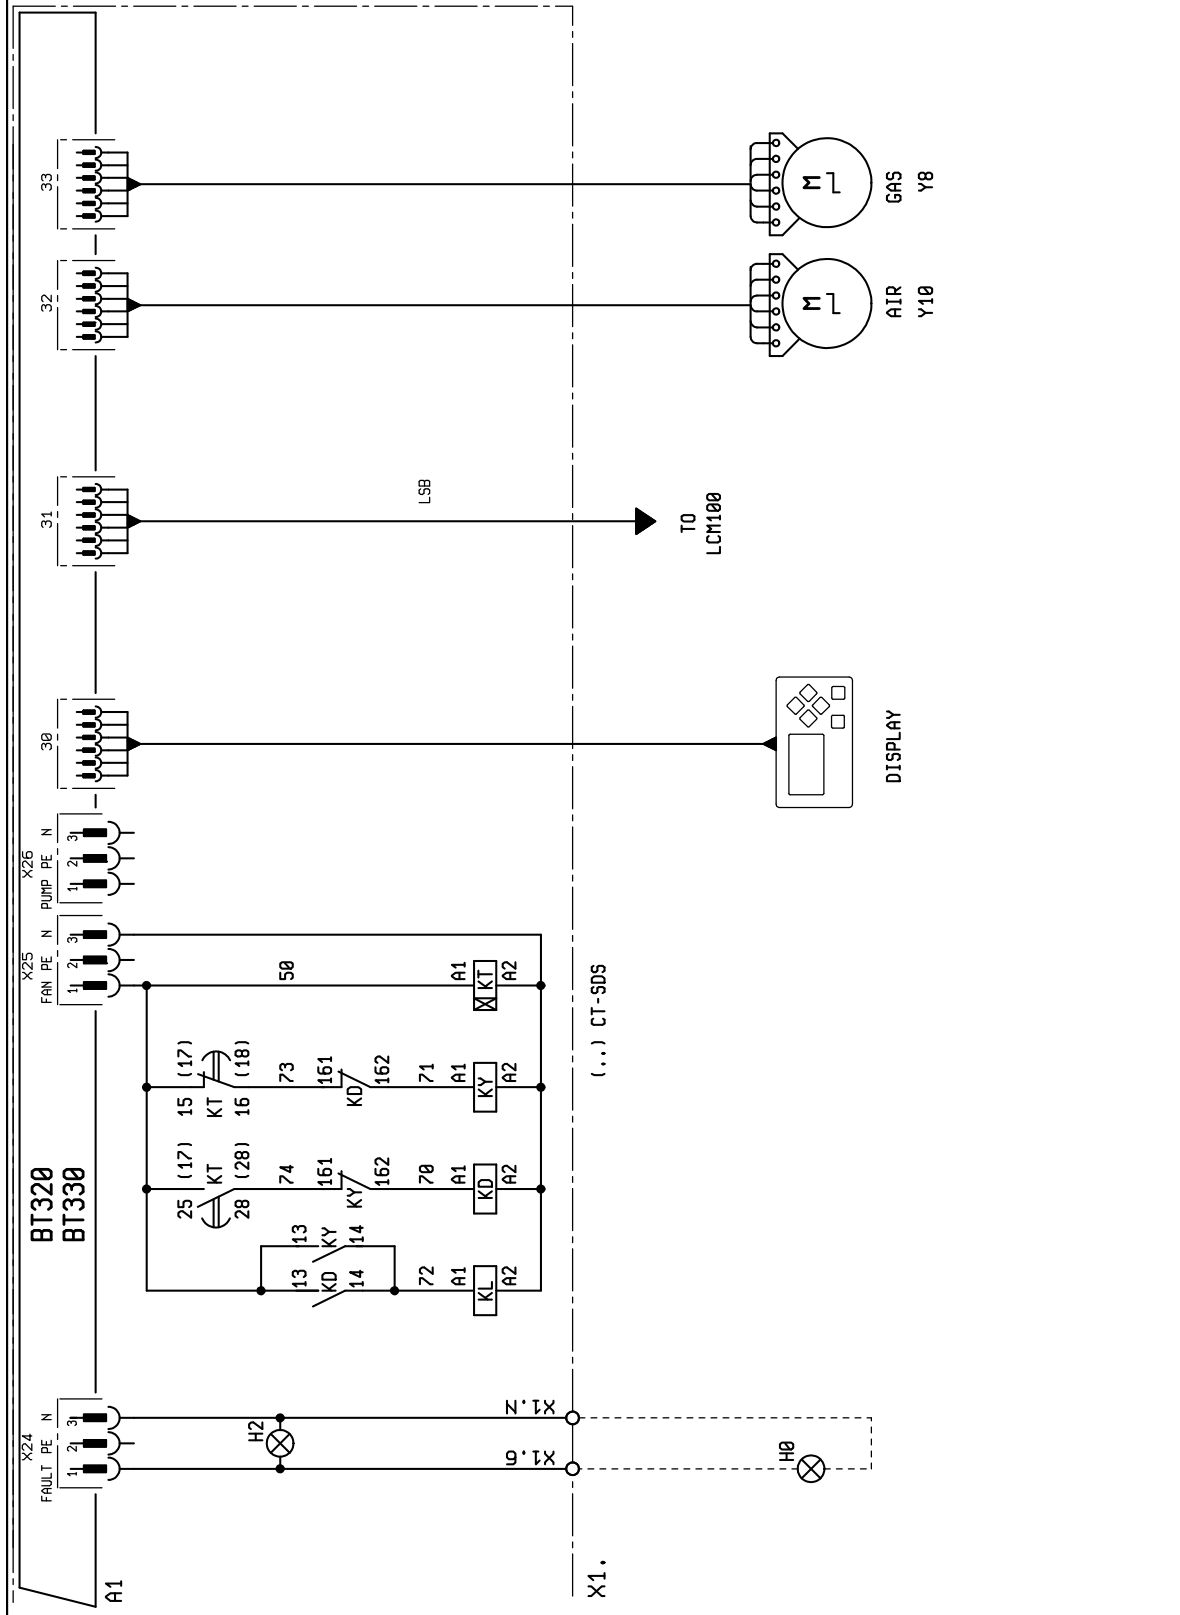 A1
BT320
BT330
X24
FAULT PE N
1 2 3
X25
FAN PE N
1 2 3
X26
PUMP PE N
1 2 3
30
31
32
33
H2
X1.6
X1.N
H0
X1.
13 KD 14
13 KY 14
72
A1 KL A2
25 (17)
KT
28 (28)
74
161 KY 162
70
A1 KD A2
15 (17)
KT
16 (18)
73
161 KD 162
71
A1 KY A2
50
A1 KT A2
(..) CT-SDS
DISPLAY
LSB
TO
LCM100
M
AIR
Y10
M
GAS
Y8